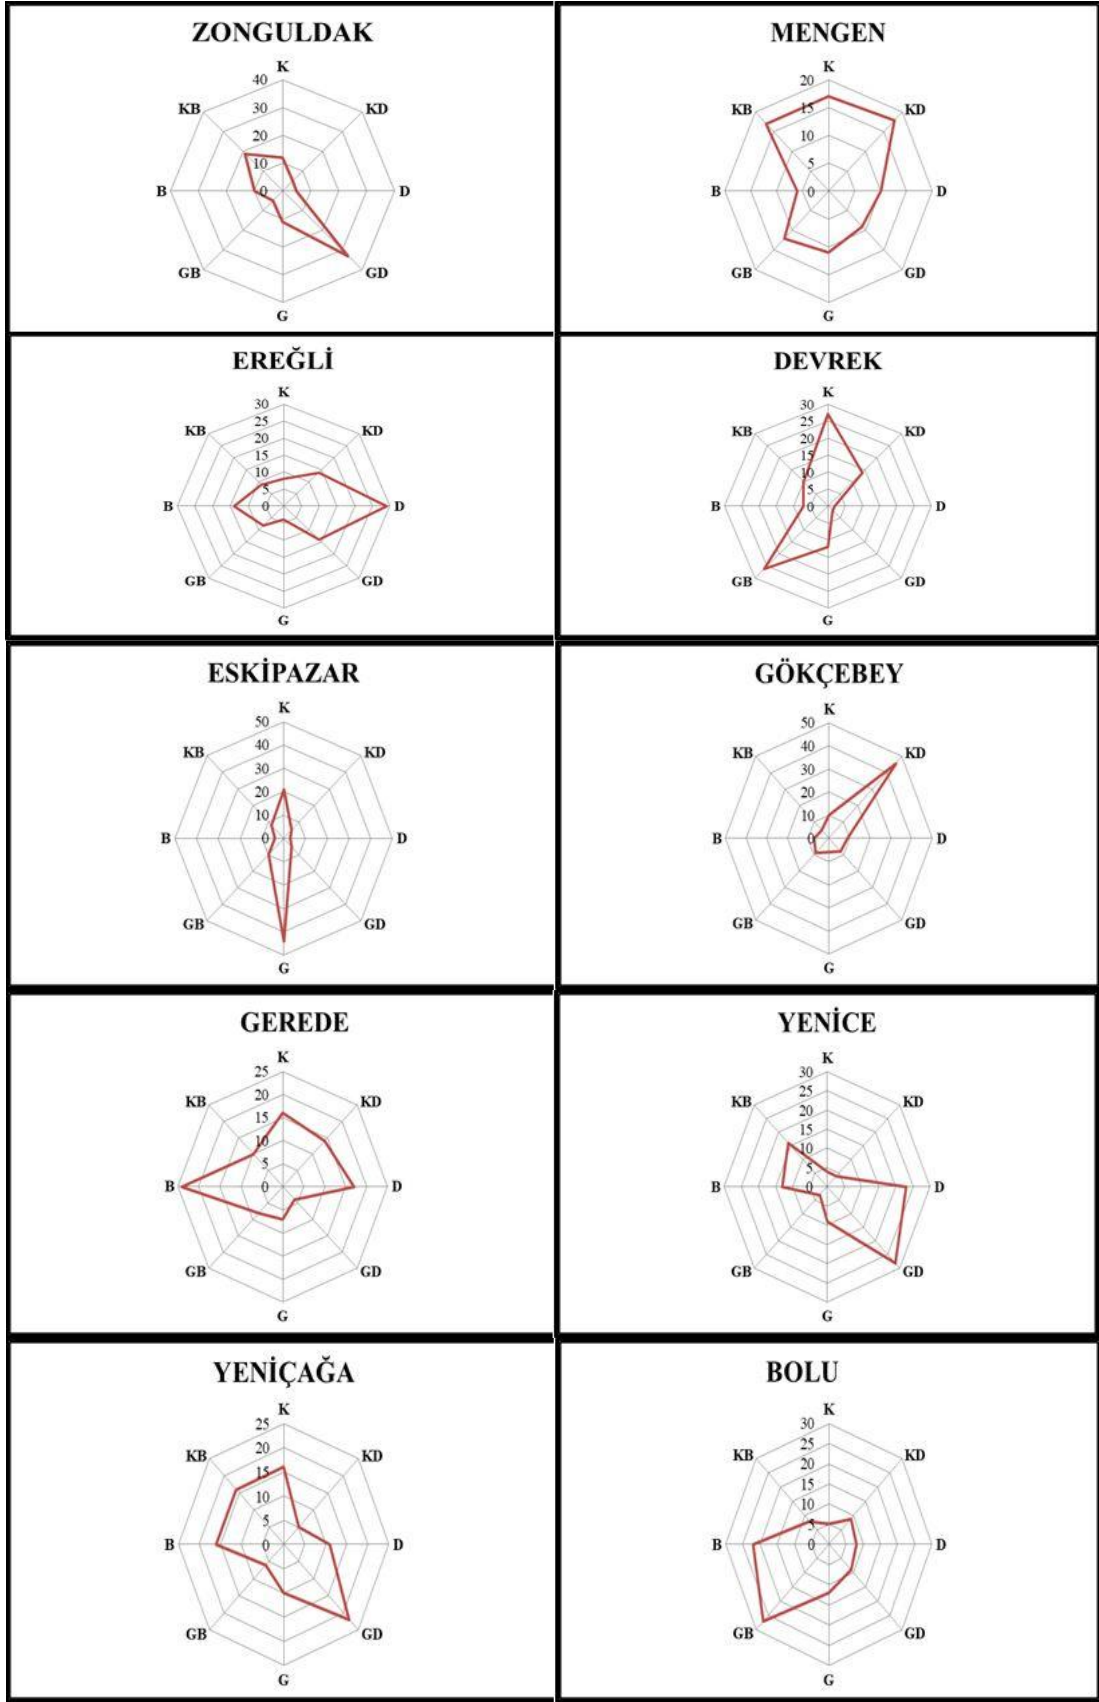 ZONGULDAK
K
40
KB
KD
30
20
10
B
0
D
GB
GD
G
MENGEN
K
20
KB
KD
15
10
5
B
0
D
GB
GD
G
EREĞLİ
K
30
25
KB
KD
20
15
10
5
B
0
D
GB
GD
G
DEVREK
K
30
25
KB
KD
20
15
10
5
B
0
D
GB
GD
G
ESKİPAZAR
K
50
40
KB
KD
30
20
10
B
0
D
GB
GD
G
GÖKÇEBEY
K
50
40
KB
KD
30
20
10
B
0
D
GB
GD
G
GEREDE
K
25
20
KB
KD
15
10
5
B
0
D
GB
GD
G
YENİCE
K
30
25
KB
KD
20
15
10
5
B
0
D
GB
GD
G
YENİÇAĞA
K
25
20
KB
KD
15
10
5
B
0
D
GB
GD
G
BOLU
K
30
25
KB
KD
20
15
10
5
B
0
D
GB
GD
G